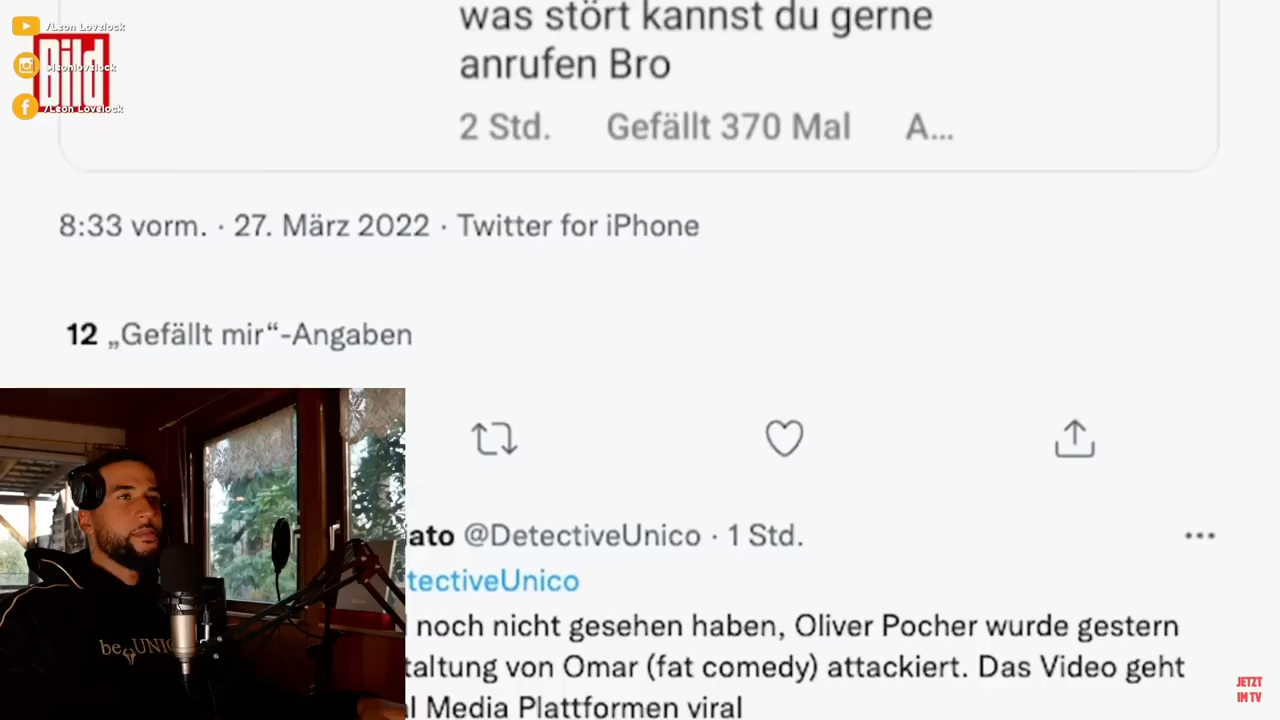 /Leon Lovelock
Bild
/leonlovelock
/Leon Lovelock
was stört kannst du gerne
anrufen Bro
2 Std. Gefällt 370 Mal A...
8:33 vorm. · 27. März 2022 · Twitter for iPhone
12 „Gefällt mir“-Angaben
ato @DetectiveUnico · 1 Std.
tectiveUnico
noch nicht gesehen haben, Oliver Pocher wurde gestern
taltung von Omar (fat comedy) attackiert. Das Video geht
l Media Plattformen viral
be UNIC
JETZT
IM TV